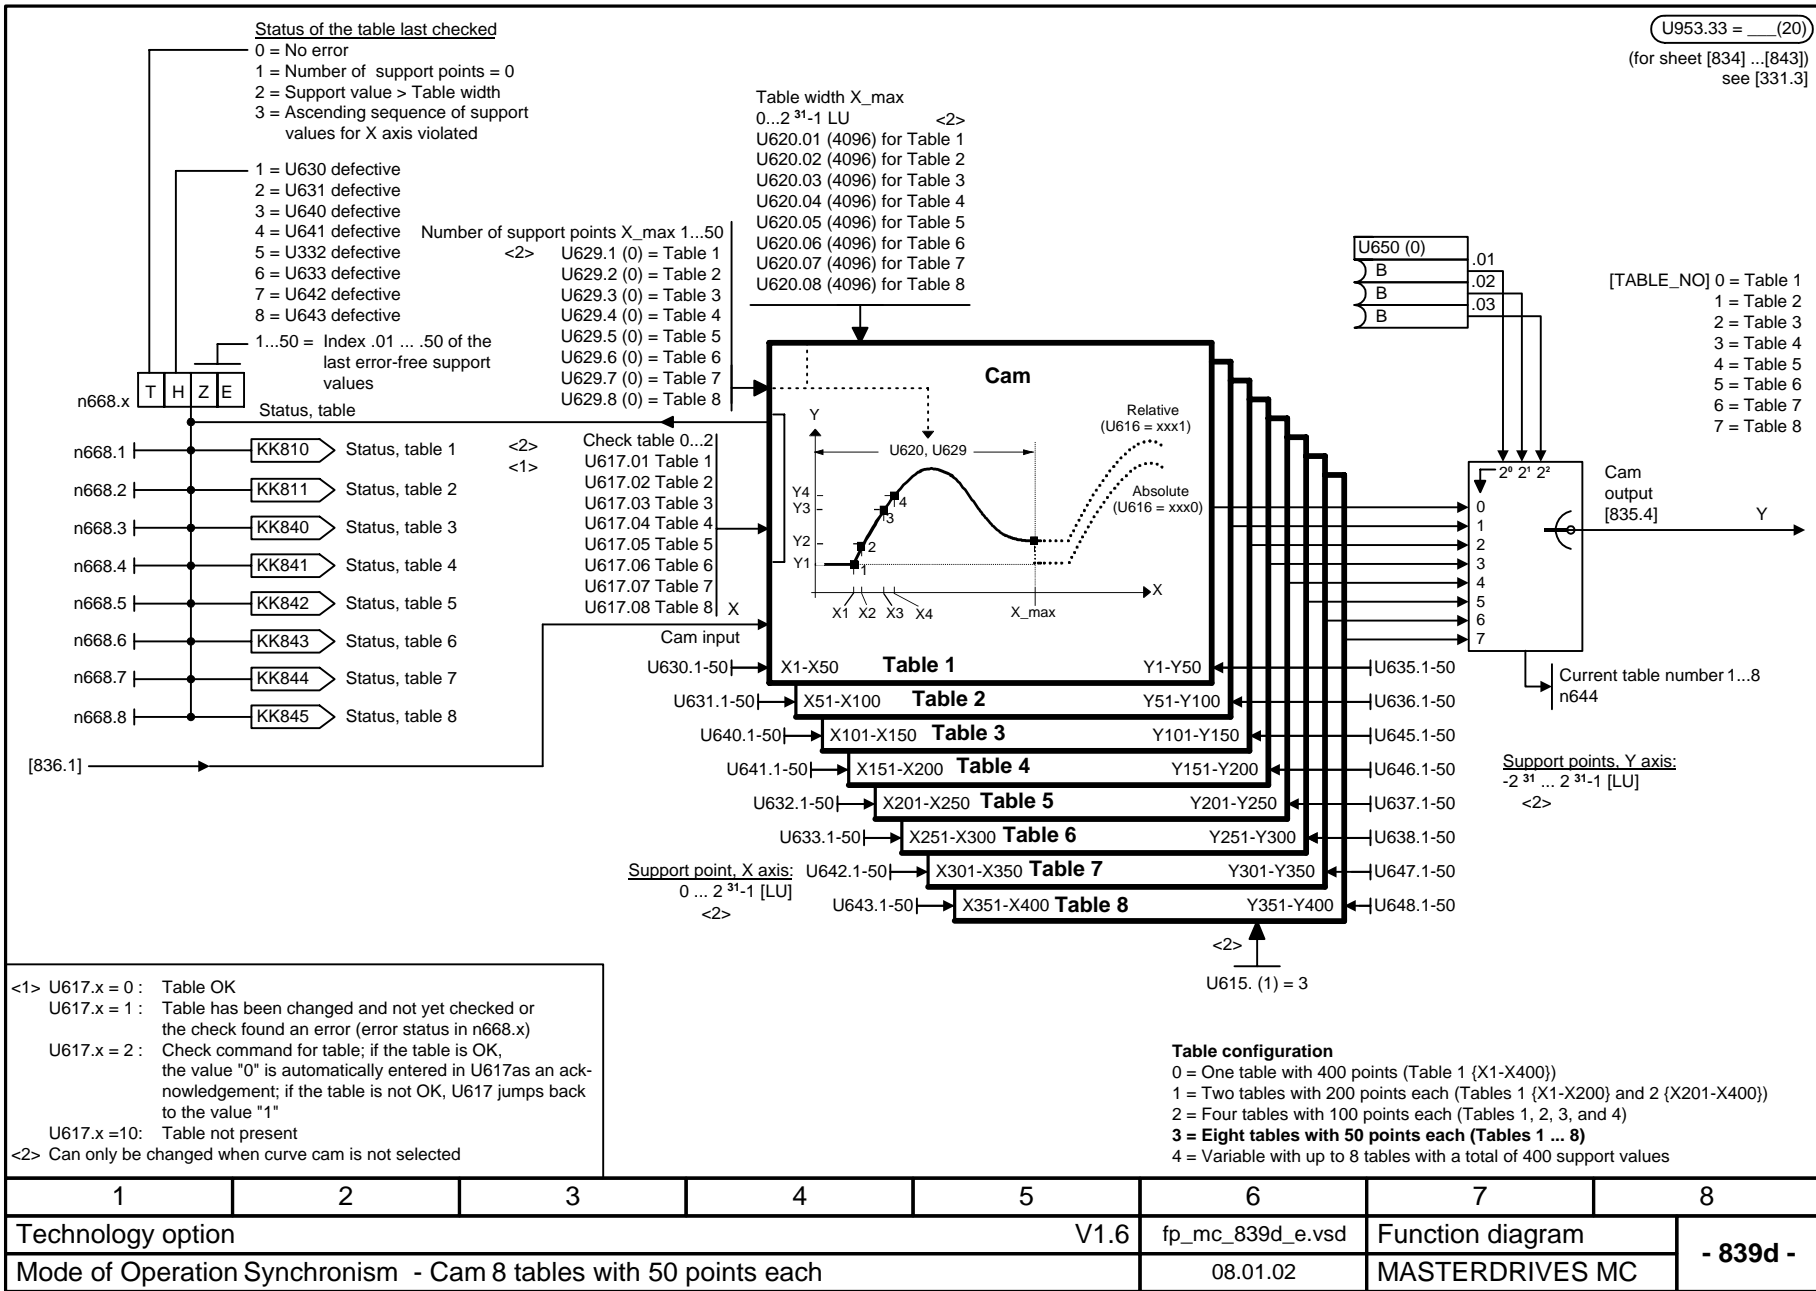 Status of the table last checked
0 = No error
1 = Number of support points = 0
2 = Support value > Table width
3 = Ascending sequence of support
values for X axis violated
1 = U630 defective
2 = U631 defective
3 = U640 defective
4 = U641 defective
5 = U332 defective
6 = U633 defective
7 = U642 defective
8 = U643 defective
1...50 = Index .01 ... .50 of the
last error-free support
values
n668.x T H Z E
Status, table
n668.1 KK810 Status, table 1
n668.2 KK811 Status, table 2
n668.3 KK840 Status, table 3
n668.4 KK841 Status, table 4
n668.5 KK842 Status, table 5
n668.6 KK843 Status, table 6
n668.7 KK844 Status, table 7
n668.8 KK845 Status, table 8
[836.1]
Number of support points X_max 1...50
<2> U629.1 (0) = Table 1
U629.2 (0) = Table 2
U629.3 (0) = Table 3
U629.4 (0) = Table 4
U629.5 (0) = Table 5
U629.6 (0) = Table 6
U629.7 (0) = Table 7
U629.8 (0) = Table 8
<2> Check table 0...2
<1> U617.01 Table 1
U617.02 Table 2
U617.03 Table 3
U617.04 Table 4
U617.05 Table 5
U617.06 Table 6
U617.07 Table 7
U617.08 Table 8 X
Cam input
Table width X_max
0...2 31-1 LU <2>
U620.01 (4096) for Table 1
U620.02 (4096) for Table 2
U620.03 (4096) for Table 3
U620.04 (4096) for Table 4
U620.05 (4096) for Table 5
U620.06 (4096) for Table 6
U620.07 (4096) for Table 7
U620.08 (4096) for Table 8
Cam
Y
U620, U629
Relative
(U616 = xxx1)
Absolute
(U616 = xxx0)
Y4
Y3
Y2
Y1
4
3
2
1
X
X1 X2 X3 X4 X_max
U630.1-50 X1-X50 Table 1 Y1-Y50 U635.1-50
U631.1-50 X51-X100 Table 2 Y51-Y100 U636.1-50
U640.1-50 X101-X150 Table 3 Y101-Y150 U645.1-50
U641.1-50 X151-X200 Table 4 Y151-Y200 U646.1-50
U632.1-50 X201-X250 Table 5 Y201-Y250 U637.1-50
U633.1-50 X251-X300 Table 6 Y251-Y300 U638.1-50
U642.1-50 X301-X350 Table 7 Y301-Y350 U647.1-50
U643.1-50 X351-X400 Table 8 Y351-Y400 U648.1-50
Support point, X axis:
0 ... 2 31-1 [LU]
<2>
<2>
U615. (1) = 3
U953.33 = ___(20)
(for sheet [834] ...[843])
see [331.3]
U650 (0)
B .01
B .02
B .03
[TABLE_NO] 0 = Table 1
1 = Table 2
2 = Table 3
3 = Table 4
4 = Table 5
5 = Table 6
6 = Table 7
7 = Table 8
2⁰ 2¹ 2²
0
1
2
3
4
5
6
7
Cam
output
[835.4]
Y
Current table number 1...8
n644
Support points, Y axis:
-2 31 ... 2 31-1 [LU]
<2>
<1> U617.x = 0 : Table OK
U617.x = 1 : Table has been changed and not yet checked or
the check found an error (error status in n668.x)
U617.x = 2 : Check command for table; if the table is OK,
the value "0" is automatically entered in U617as an ack-
nowledgement; if the table is not OK, U617 jumps back
to the value "1"
U617.x =10: Table not present
<2> Can only be changed when curve cam is not selected
Table configuration
0 = One table with 400 points (Table 1 {X1-X400})
1 = Two tables with 200 points each (Tables 1 {X1-X200} and 2 {X201-X400})
2 = Four tables with 100 points each (Tables 1, 2, 3, and 4)
3 = Eight tables with 50 points each (Tables 1 ... 8)
4 = Variable with up to 8 tables with a total of 400 support values
1 2 3 4 5 6 7 8
Technology option V1.6 fp_mc_839d_e.vsd Function diagram
- 839d -
Mode of Operation Synchronism - Cam 8 tables with 50 points each 08.01.02 MASTERDRIVES MC